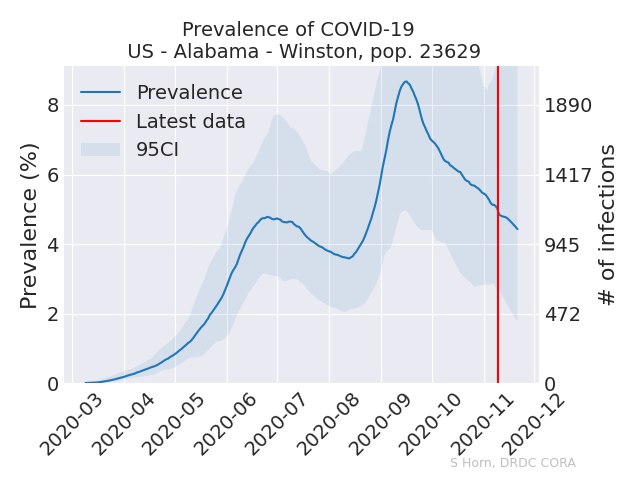 Prevalence of COVID-19
US - Alabama - Winston, pop. 23629
Prevalence
Latest data
95CI
Prevalence (%)
8
6
4
2
0
1890
1417
945
472
0
# of infections
2020-03
2020-04
2020-05
2020-06
2020-07
2020-08
2020-09
2020-10
2020-11
2020-12
S Horn, DRDC CORA